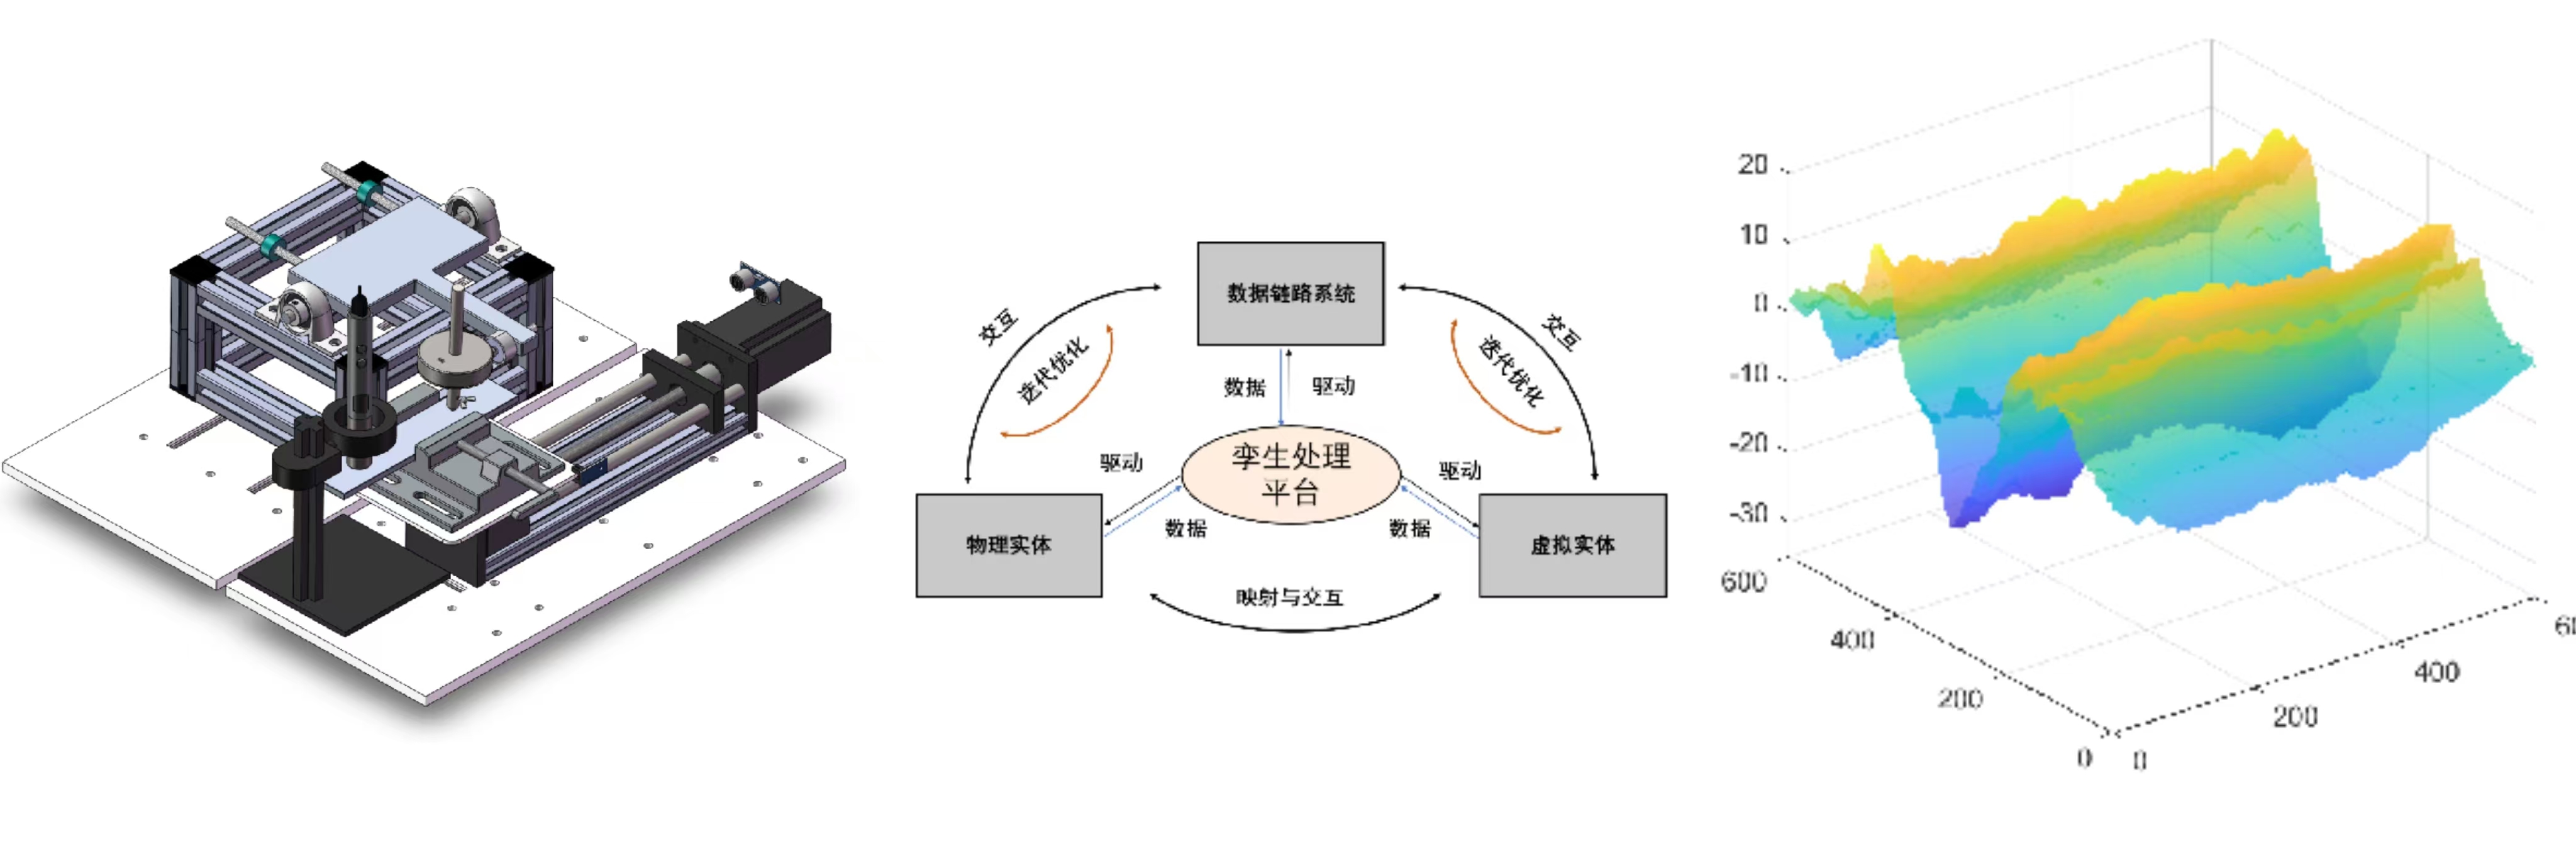 数据链路系统
交互
交互
迭代优化
迭代优化
数据
驱动
孪生处理
平台
驱动
驱动
数据
数据
物理实体
虚拟实体
映射与交互
20
10
0
-10
-20
-30
600
400
200
0
0
200
400